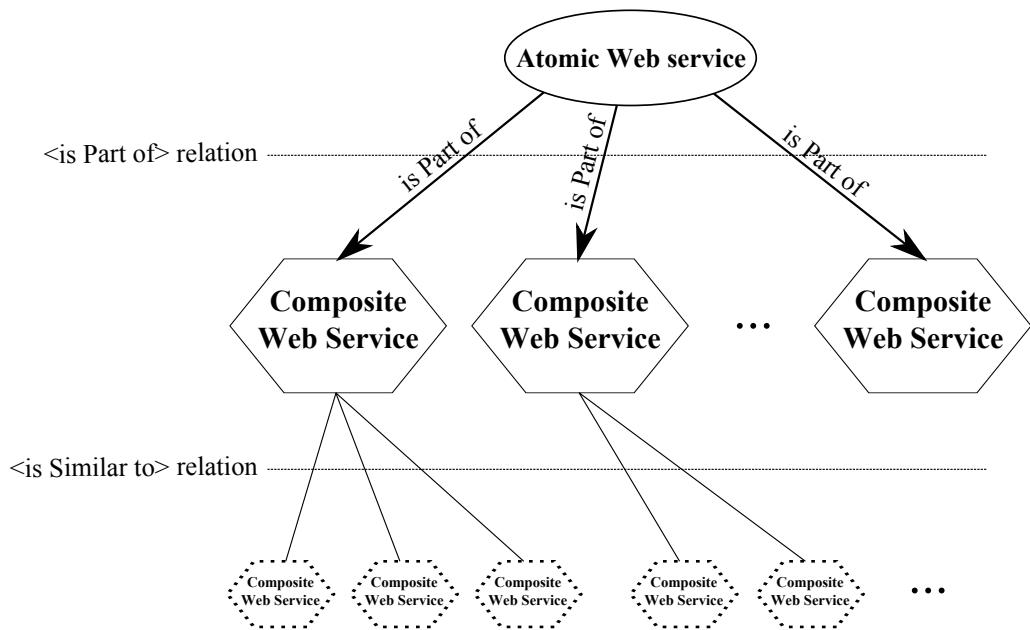 Atomic Web service
is Part of
is Part of
is Part of
<is Part of> relation
Composite
Web Service
Composite
Web Service
...
Composite
Web Service
<is Similar to> relation
Composite
Web Service
Composite
Web Service
Composite
Web Service
Composite
Web Service
Composite
Web Service
...